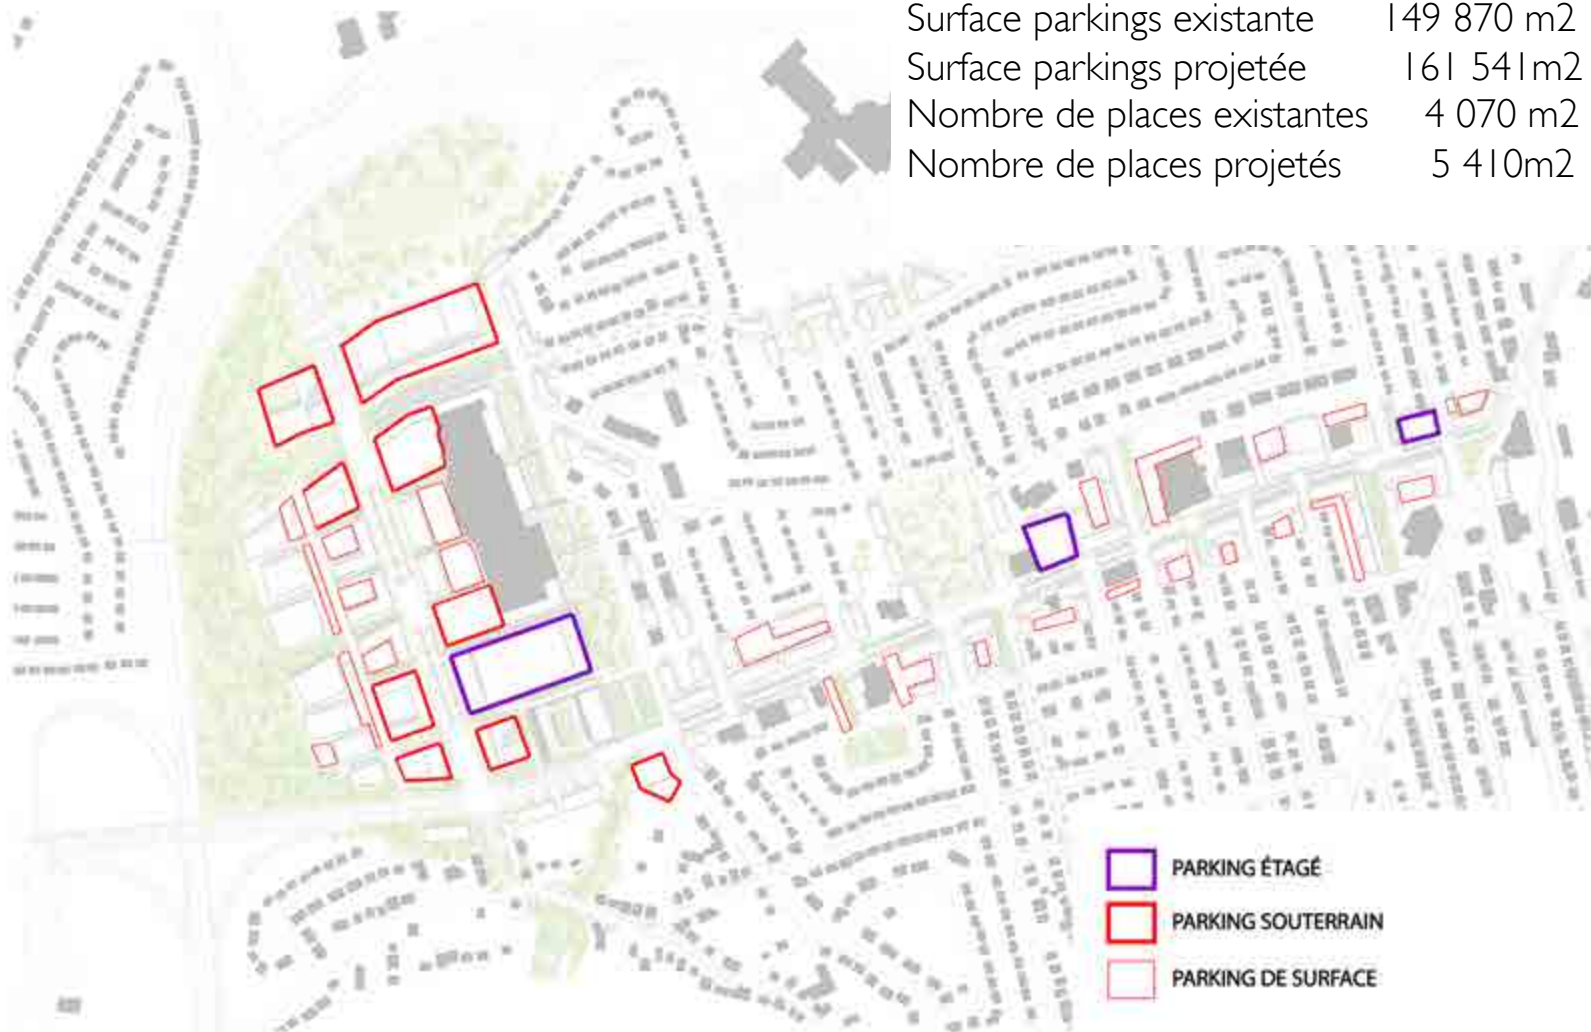 Surface parkings existante 149 870 m2
Surface parkings projetée 161 541m2
Nombre de places existantes 4 070 m2
Nombre de places projetés 5 410m2
PARKING ÉTAGÉ
PARKING SOUTERRAIN
PARKING DE SURFACE